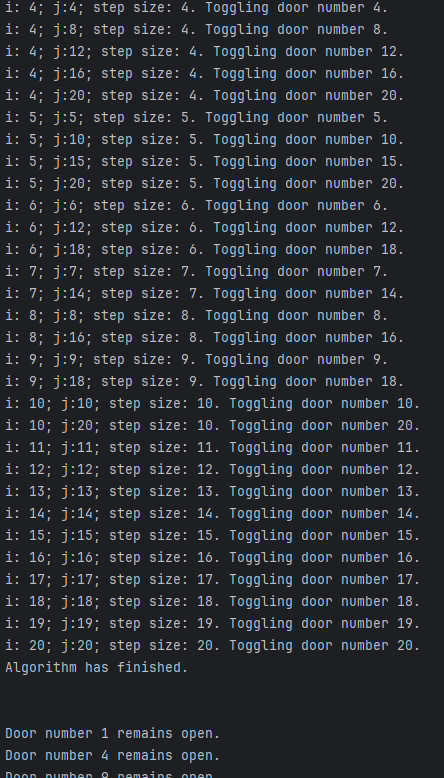 i: 4; j:4; step size: 4. Toggling door number 4.
i: 4; j:8; step size: 4. Toggling door number 8.
i: 4; j:12; step size: 4. Toggling door number 12.
i: 4; j:16; step size: 4. Toggling door number 16.
i: 4; j:20; step size: 4. Toggling door number 20.
i: 5; j:5; step size: 5. Toggling door number 5.
i: 5; j:10; step size: 5. Toggling door number 10.
i: 5; j:15; step size: 5. Toggling door number 15.
i: 5; j:20; step size: 5. Toggling door number 20.
i: 6; j:6; step size: 6. Toggling door number 6.
i: 6; j:12; step size: 6. Toggling door number 12.
i: 6; j:18; step size: 6. Toggling door number 18.
i: 7; j:7; step size: 7. Toggling door number 7.
i: 7; j:14; step size: 7. Toggling door number 14.
i: 8; j:8; step size: 8. Toggling door number 8.
i: 8; j:16; step size: 8. Toggling door number 16.
i: 9; j:9; step size: 9. Toggling door number 9.
i: 9; j:18; step size: 9. Toggling door number 18.
i: 10; j:10; step size: 10. Toggling door number 10.
i: 10; j:20; step size: 10. Toggling door number 20.
i: 11; j:11; step size: 11. Toggling door number 11.
i: 12; j:12; step size: 12. Toggling door number 12.
i: 13; j:13; step size: 13. Toggling door number 13.
i: 14; j:14; step size: 14. Toggling door number 14.
i: 15; j:15; step size: 15. Toggling door number 15.
i: 16; j:16; step size: 16. Toggling door number 16.
i: 17; j:17; step size: 17. Toggling door number 17.
i: 18; j:18; step size: 18. Toggling door number 18.
i: 19; j:19; step size: 19. Toggling door number 19.
i: 20; j:20; step size: 20. Toggling door number 20.
Algorithm has finished.
Door number 1 remains open.
Door number 4 remains open.
Door number 9 remains open.